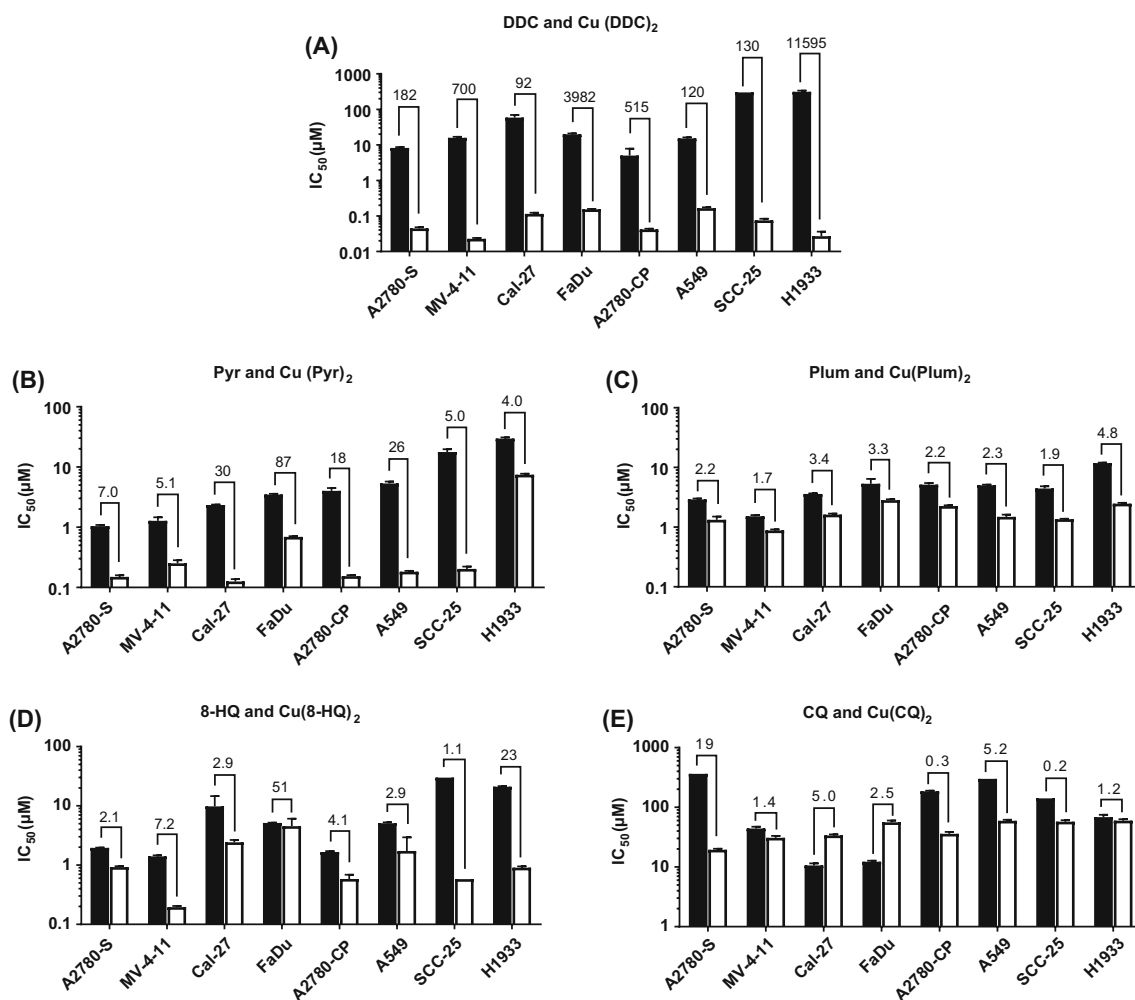 DDC and Cu (DDC)2
(A)
182 700 92 3982 515 120 130 11595
IC50 (µM)
1000
100
10
1
0.1
0.01
A2780-S MV-4-11 Cal-27 FaDu A2780-CP A549 SCC-25 H1933
(B)
Pyr and Cu (Pyr)2
7.0 5.1 30 87 18 26 5.0 4.0
IC50 (µM)
100
10
1
0.1
A2780-S MV-4-11 Cal-27 FaDu A2780-CP A549 SCC-25 H1933
(C)
Plum and Cu(Plum)2
2.2 1.7 3.4 3.3 2.2 2.3 1.9 4.8
IC50 (µM)
100
10
1
0.1
A2780-S MV-4-11 Cal-27 FaDu A2780-CP A549 SCC-25 H1933
(D)
8-HQ and Cu(8-HQ)2
2.1 7.2 2.9 51 4.1 2.9 1.1 23
IC50 (µM)
100
10
1
0.1
A2780-S MV-4-11 Cal-27 FaDu A2780-CP A549 SCC-25 H1933
(E)
CQ and Cu(CQ)2
19 1.4 5.0 2.5 0.3 5.2 0.2 1.2
IC50 (µM)
1000
100
10
1
A2780-S MV-4-11 Cal-27 FaDu A2780-CP A549 SCC-25 H1933